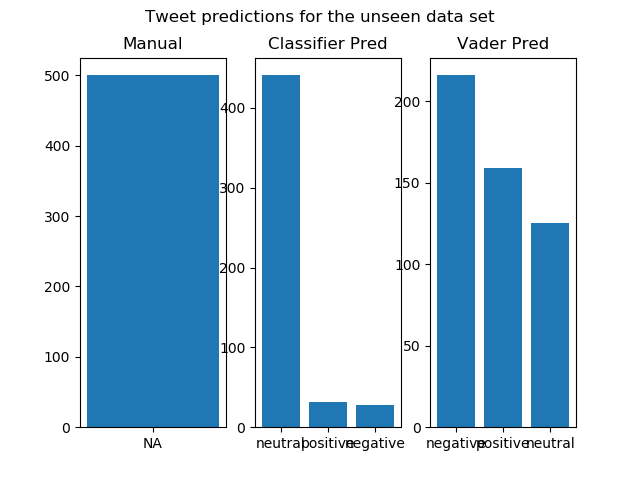 Tweet predictions for the unseen data set
Manual
500
400
300
200
100
0
NA
Classifier Pred
400
300
200
100
0
neutral positive negative
Vader Pred
200
150
100
50
0
negative positive neutral